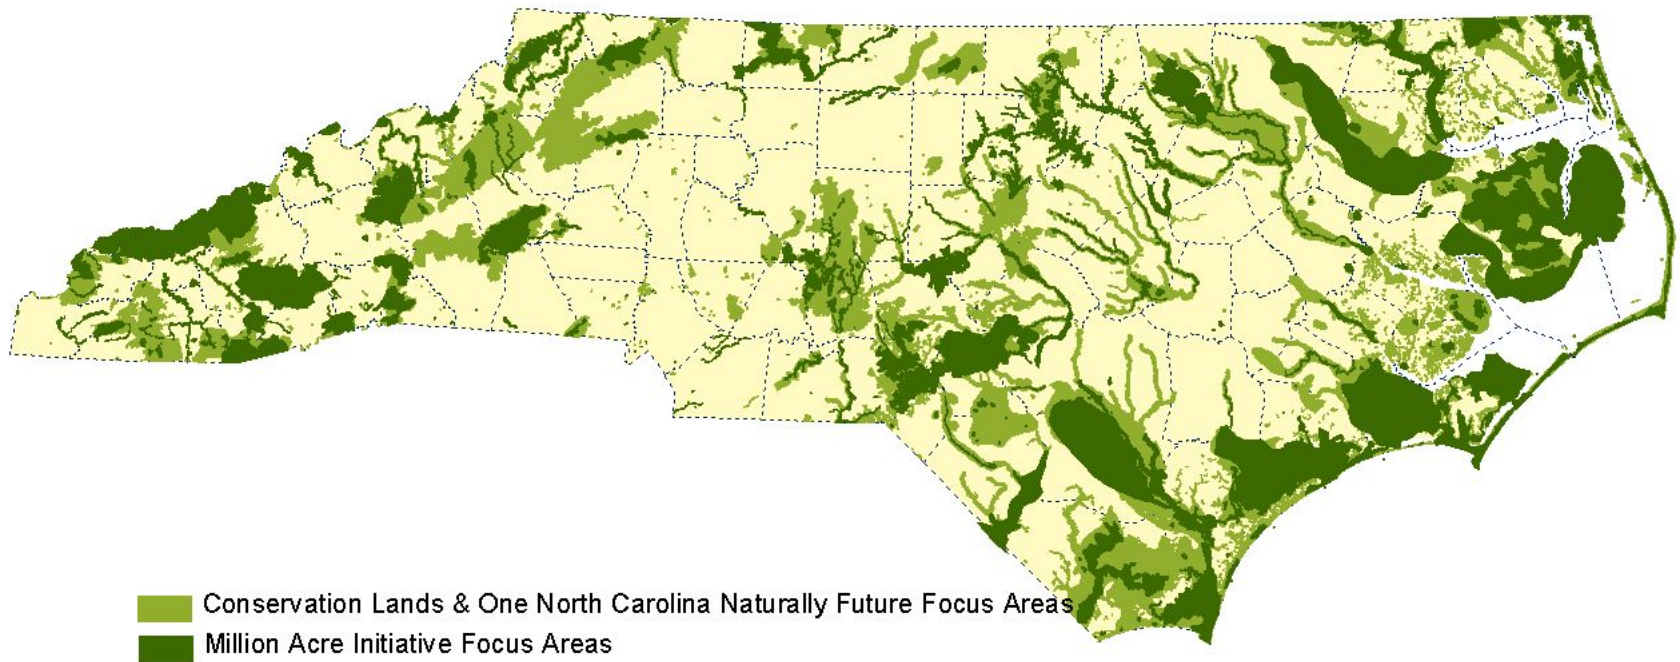 Conservation Lands & One North Carolina Naturally Future Focus Areas
Million Acre Initiative Focus Areas